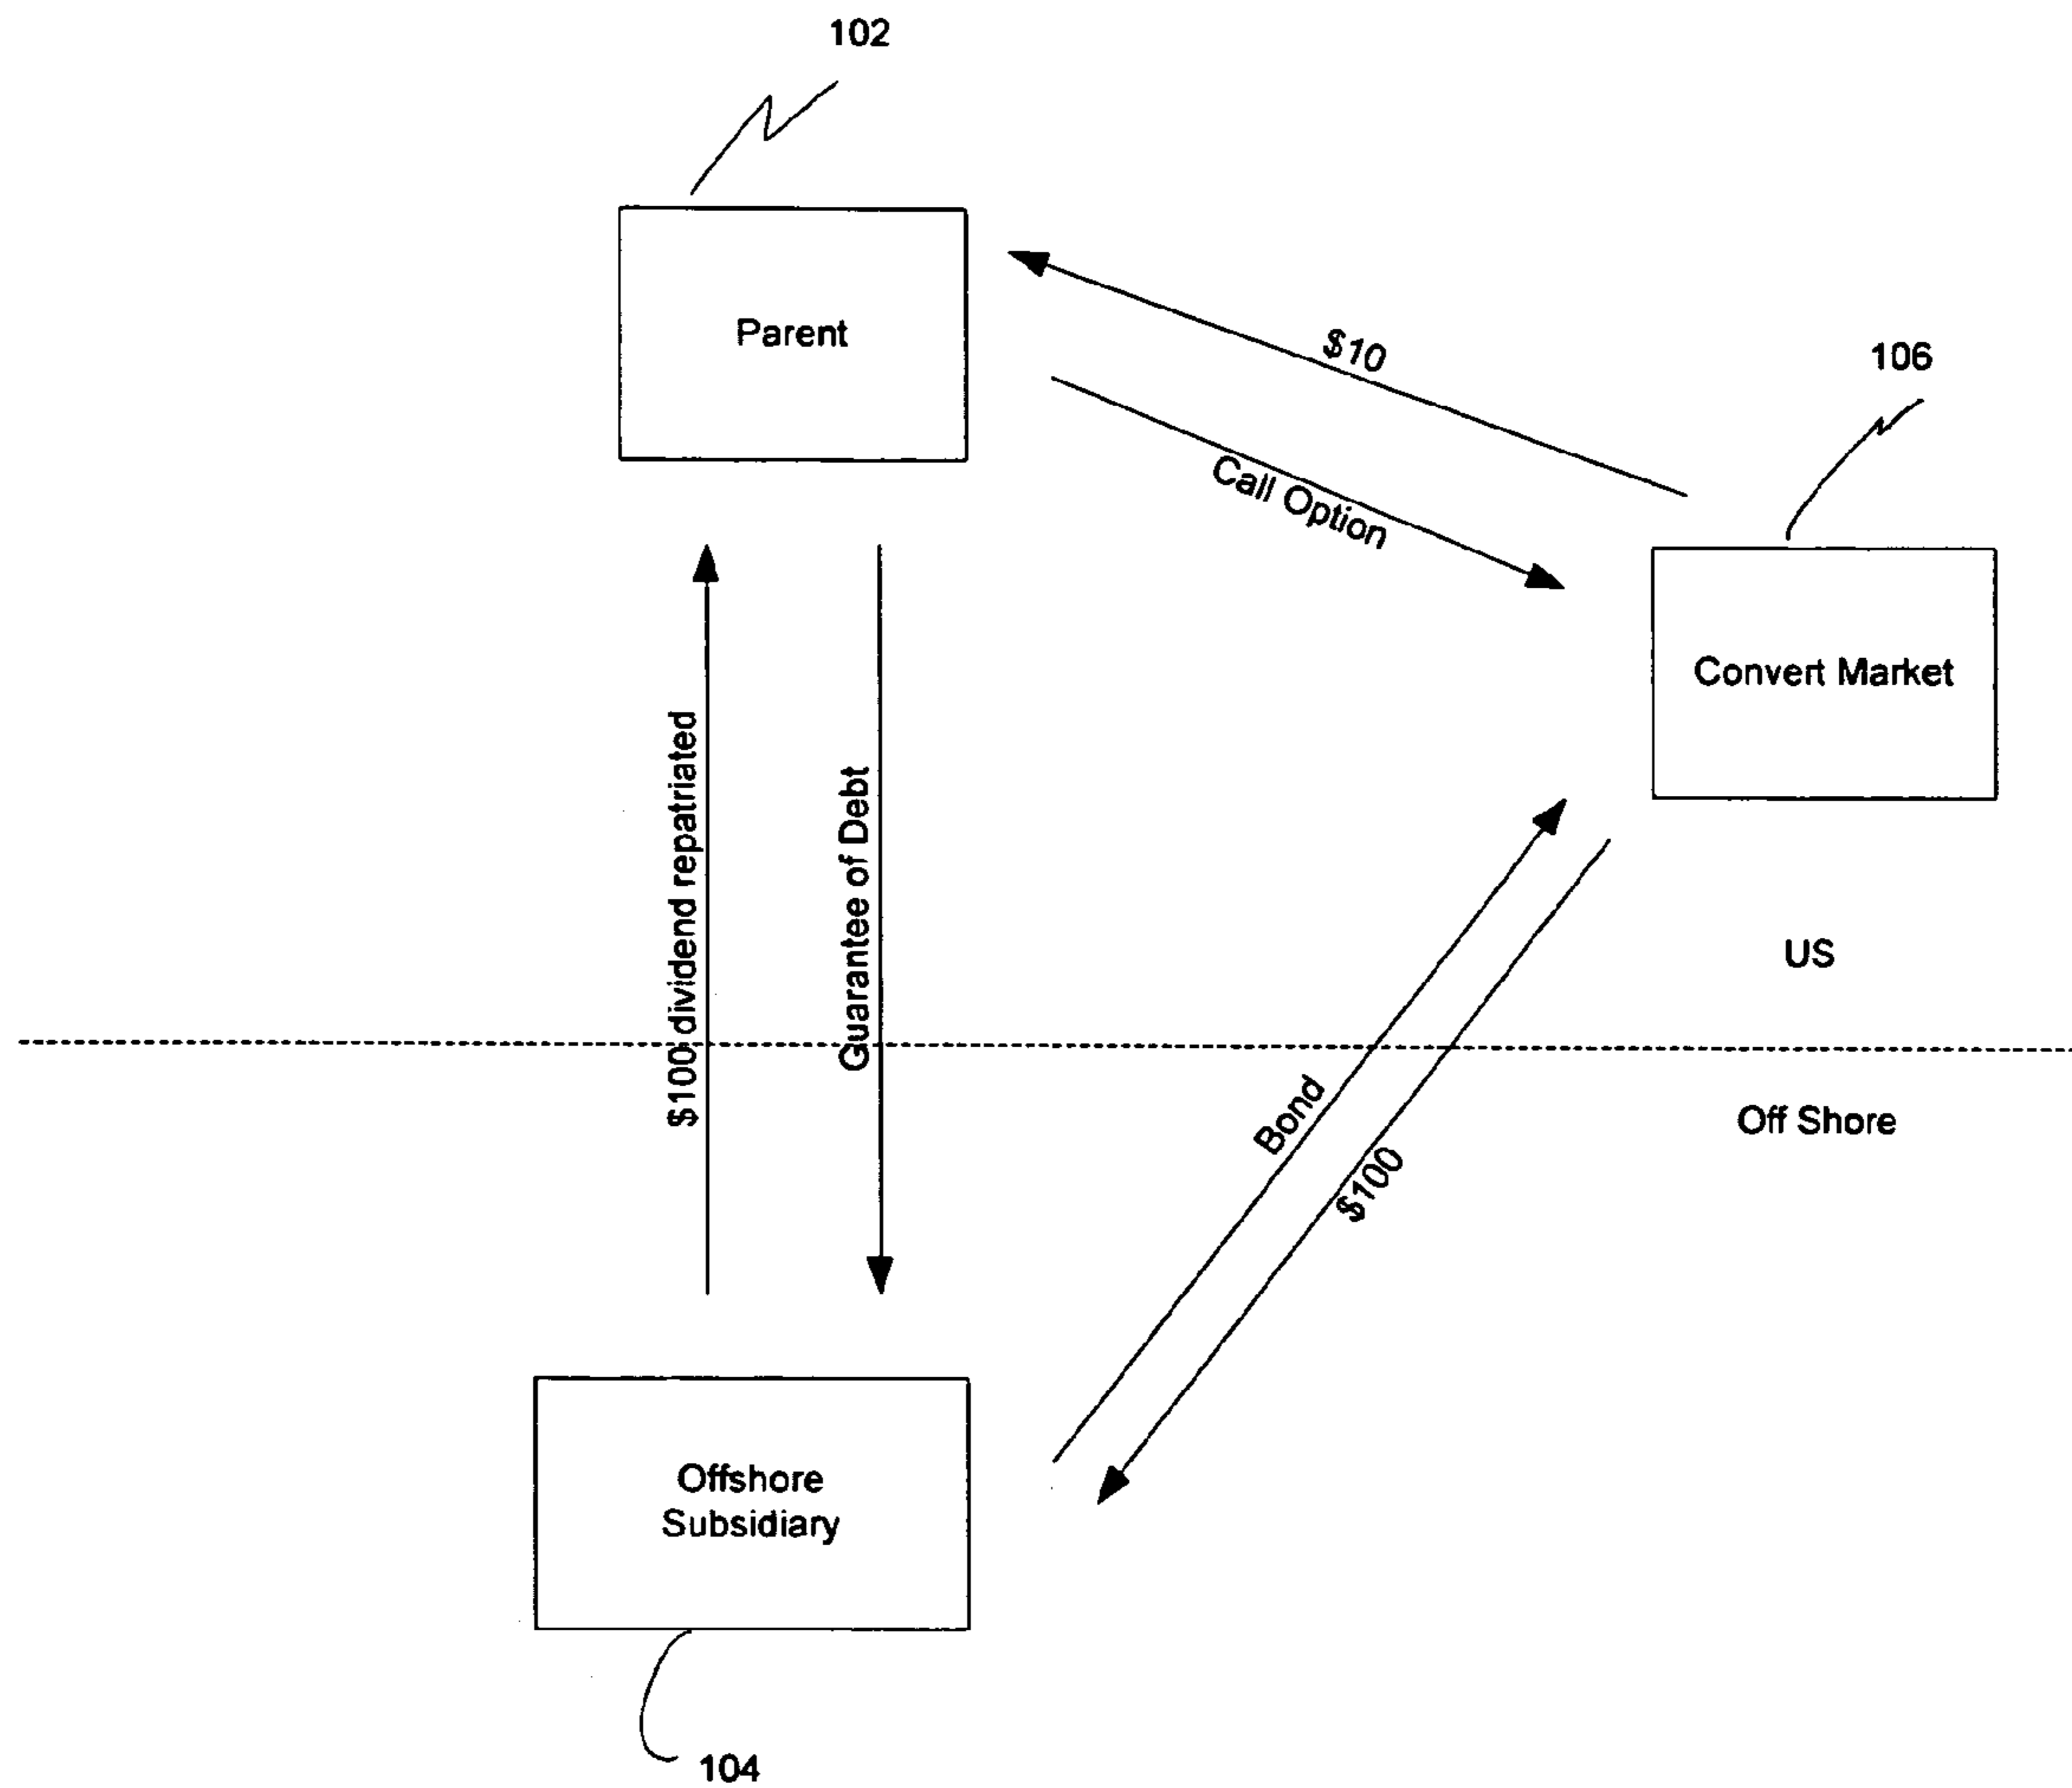 102
Parent
$10
106
Call Option
Convert Market
$100 dividend repatriated
Guarantee of Debt
US
Bond
Off Shore
$100
Offshore
Subsidiary
104